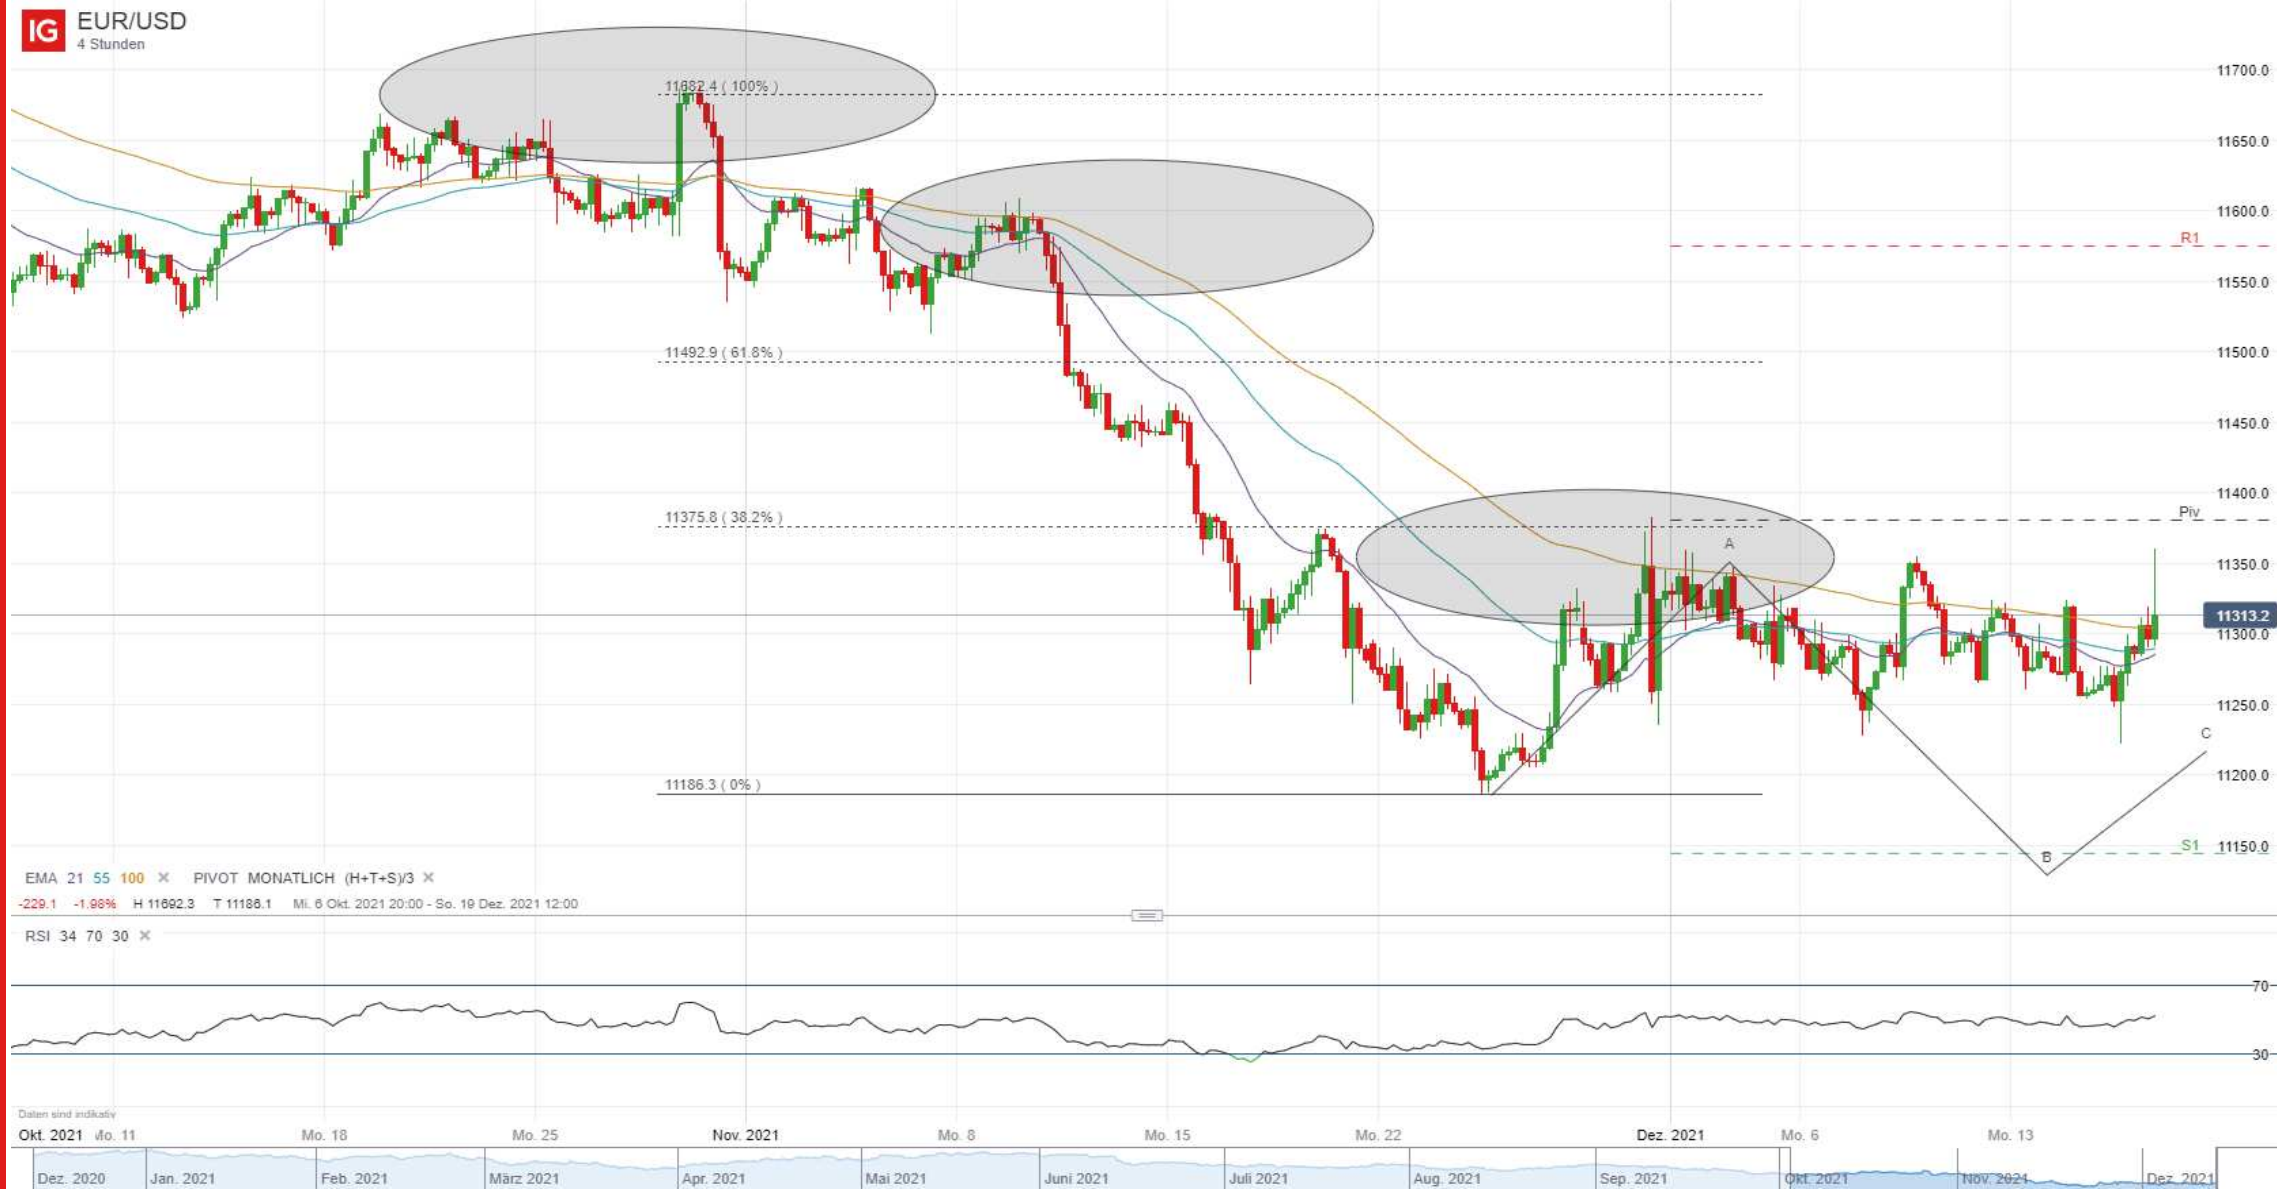 IG
EUR/USD
4 Stunden
11682.4 ( 100% )
11700.0
11650.0
11600.0
R1
11550.0
11492.9 ( 61.8% )
11500.0
11450.0
11400.0
11375.8 ( 38.2% )
Piv
A
11350.0
11313.2
11300.0
11250.0
C
11200.0
11186.3 ( 0% )
S1
11150.0
B
EMA 21 55 100 × PIVOT MONATLICH (H+T+S)/3 ×
-229.1 -1.98% H 11692.3 T 11186.1 Mi. 6 Okt. 2021 20:00 - So. 19 Dez. 2021 12:00
RSI 34 70 30 ×
70
30
Daten sind indikativ
Okt. 2021 Mo. 11 Mo. 18 Mo. 25 Nov. 2021 Mo. 8 Mo. 15 Mo. 22 Dez. 2021 Mo. 6 Mo. 13
Dez. 2020 Jan. 2021 Feb. 2021 März 2021 Apr. 2021 Mai 2021 Juni 2021 Juli 2021 Aug. 2021 Sep. 2021 Okt. 2021 Nov. 2021 Dez. 2021